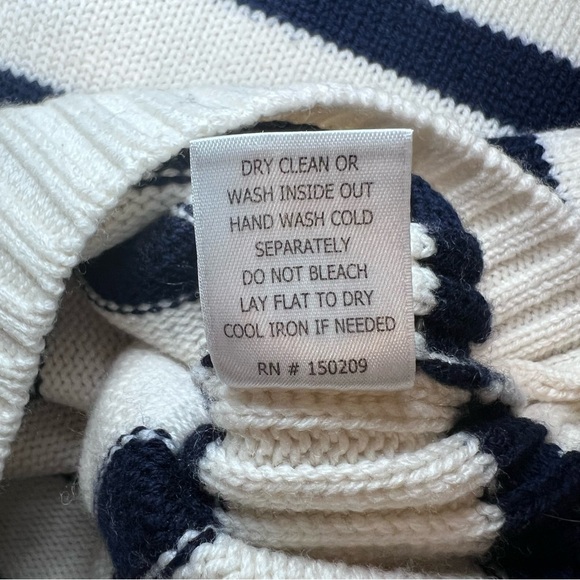 DRY CLEAN OR
WASH INSIDE OUT
HAND WASH COLD
SEPARATELY
DO NOT BLEACH
LAY FLAT TO DRY
COOL IRON IF NEEDED
RN # 150209